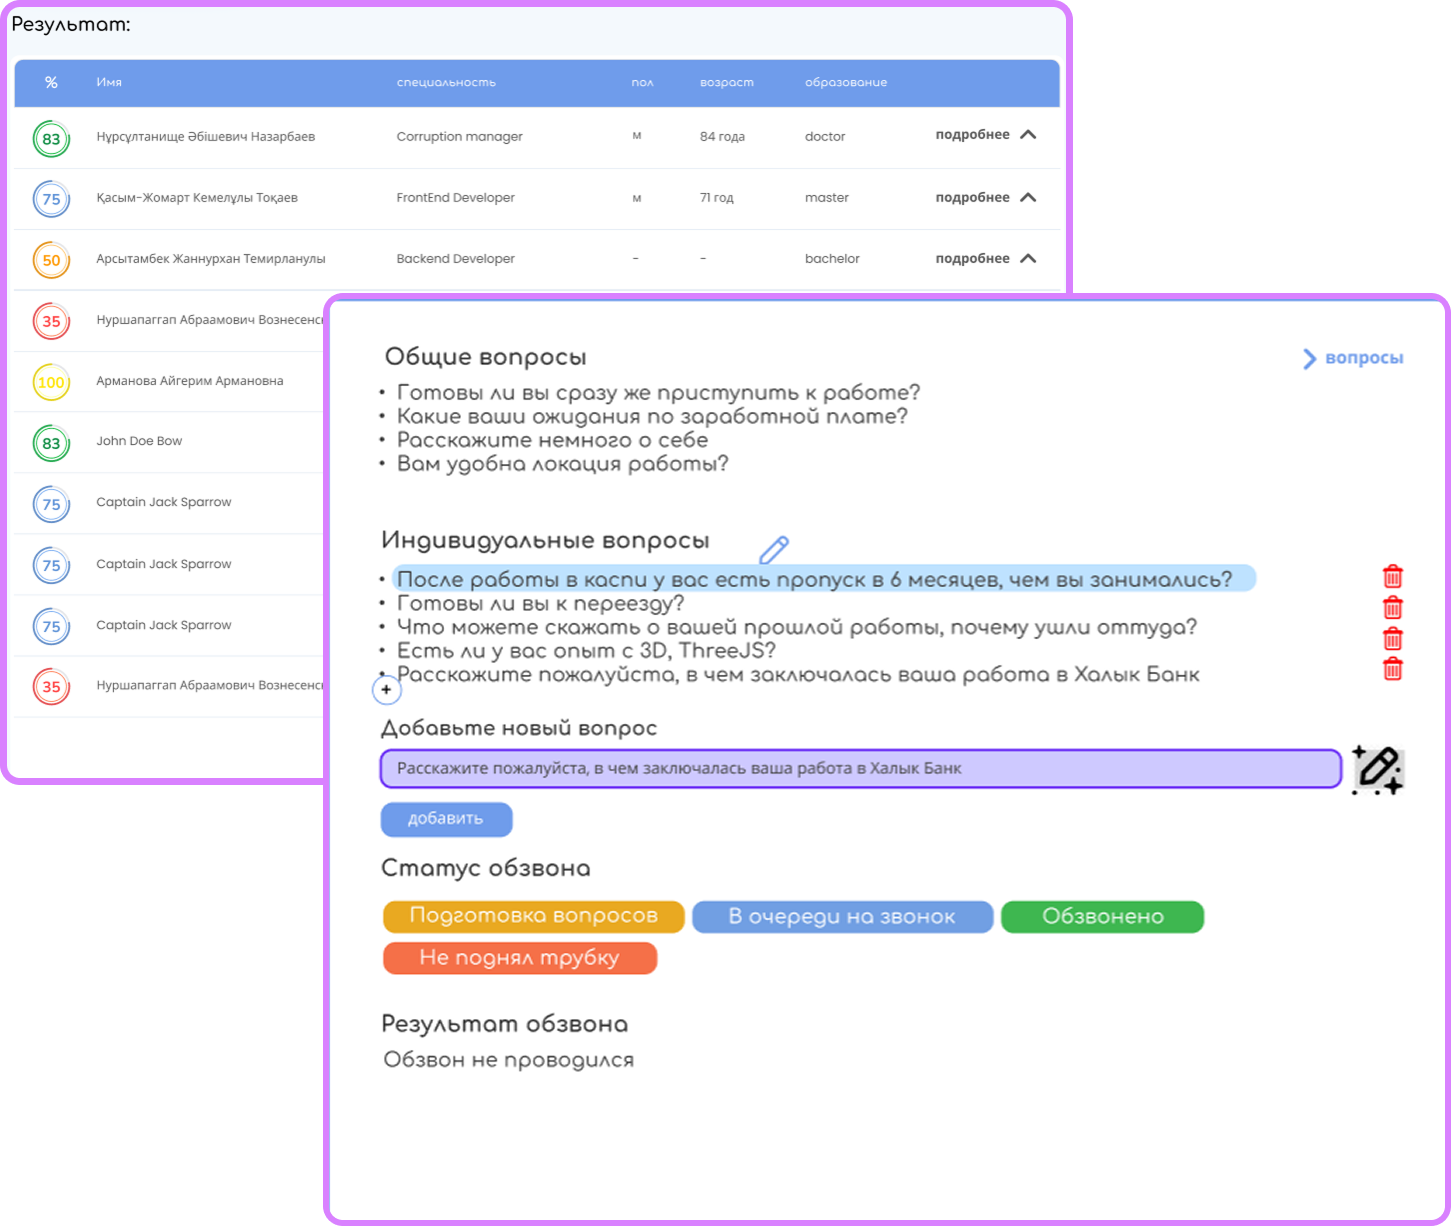 Результат:
% Имя специальность пол возраст образование
83 Нұрсұлтанище Әбішевич Назарбаев Corruption manager м 84 года doctor подробнее
75 Қасым-Жомарт Кемелұлы Тоқаев FrontEnd Developer м 71 год master подробнее
50 Арсытамбек Жаннурхан Темирланулы Backend Developer - - bachelor подробнее
35 Нуршапаггап Абраамович
100 Арманова Айгерим Армановна
83 John Doe Bow
75 Captain Jack Sparrow
75 Captain Jack Sparrow
75 Captain Jack Sparrow
35 Нуршапаггап Абраамович
Общие вопросы
вопросы
• Готовы ли вы сразу же приступить к работе?
• Какие ваши ожидания по заработной плате?
• Расскажите немного о себе
• Вам удобна локация работы?
Индивидуальные вопросы
• После работы в каспи у вас есть пропуск в 6 месяцев, чем вы занимались?
• Готовы ли вы к переезду?
• Что можете скажать о вашей прошлой работы, почему ушли оттуда?
• Есть ли у вас опыт с 3D, ThreeJS?
• Расскажите пожалуйста, в чем заключалась ваша работа в Халык Банк
+
Добавьте новый вопрос
Расскажите пожалуйста, в чем заключалась ваша работа в Халык Банк
добавить
Статус обзвона
Подготовка вопросов В очереди на звонок Обзвонено
Не поднял трубку
Результат обзвона
Обзвон не проводился